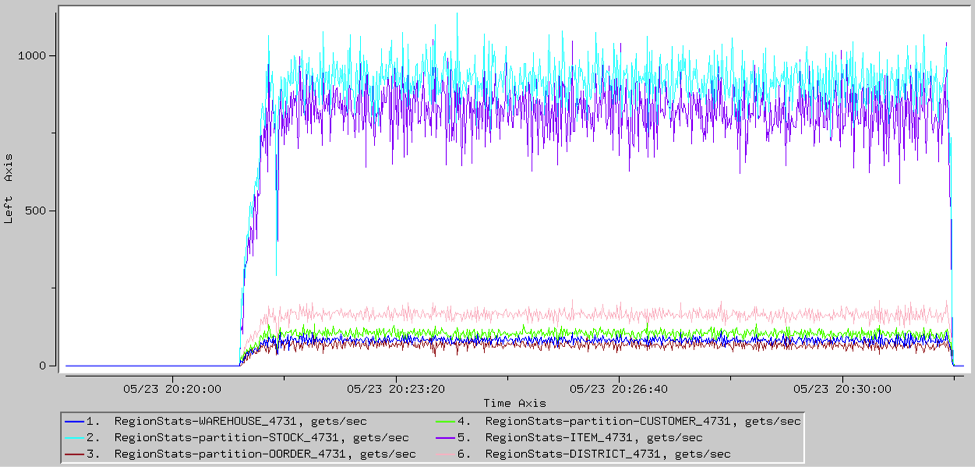 1000
500
0
Left Axis
05/23 20:20:00 05/23 20:23:20 05/23 20:26:40 05/23 20:30:00
Time Axis
1. RegionStats-WAREHOUSE_4731, gets/sec
2. RegionStats-partition-STOCK_4731, gets/sec
3. RegionStats-partition-OORDER_4731, gets/sec
4. RegionStats-partition-CUSTOMER_4731, gets/sec
5. RegionStats-ITEM_4731, gets/sec
6. RegionStats-DISTRICT_4731, gets/sec